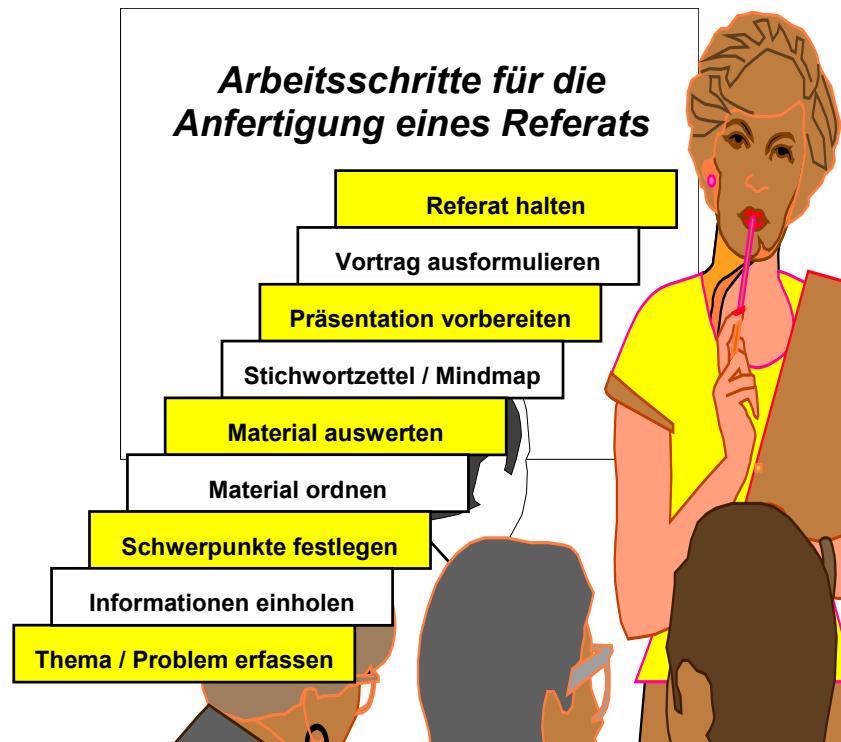 Arbeitsschritte für die
Anfertigung eines Referats
Referat halten
Vortrag ausformulieren
Präsentation vorbereiten
Stichwortzettel / Mindmap
Material auswerten
Material ordnen
Schwerpunkte festlegen
Informationen einholen
Thema / Problem erfassen